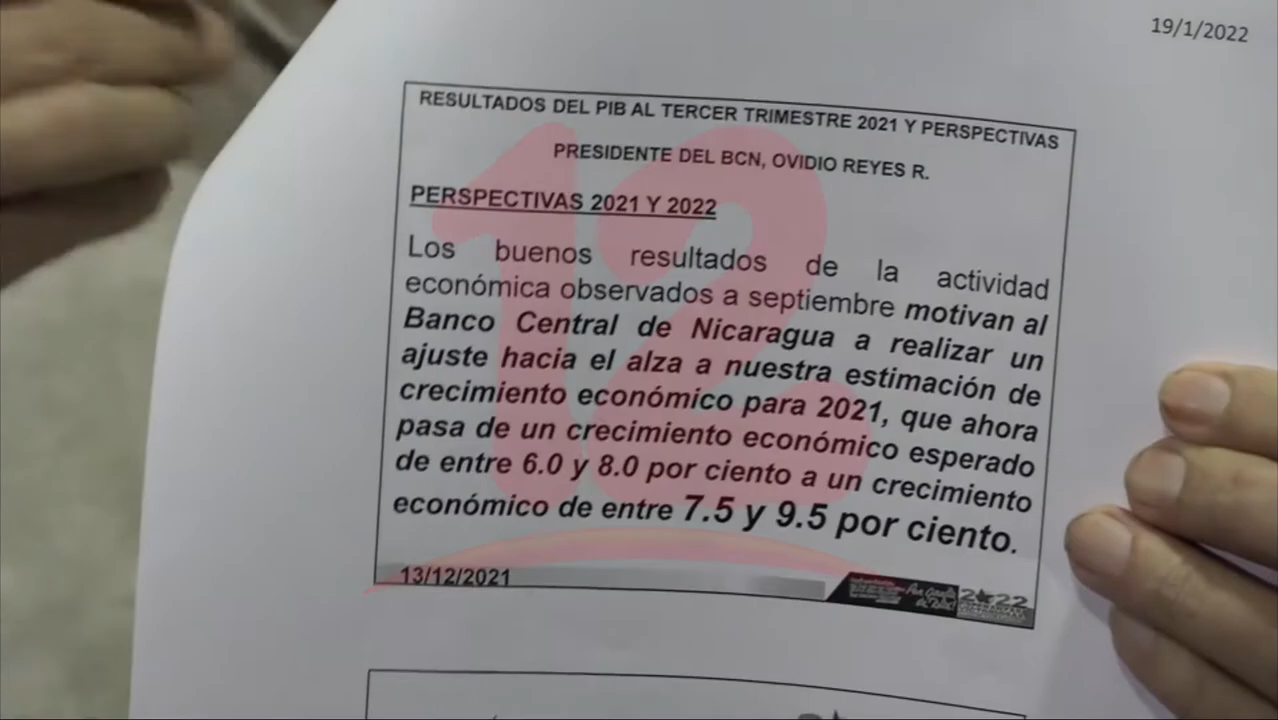 19/1/2022
RESULTADOS DEL PIB AL TERCER TRIMESTRE 2021 Y PERSPECTIVAS
PRESIDENTE DEL BCN, OVIDIO REYES R.
PERSPECTIVAS 2021 Y 2022
Los buenos resultados de la actividad
económica observados a septiembre motivan al
Banco Central de Nicaragua a realizar un
ajuste hacia el alza a nuestra estimación de
crecimiento económico para 2021, que ahora
pasa de un crecimiento económico esperado
de entre 6.0 y 8.0 por ciento a un crecimiento
económico de entre 7.5 y 9.5 por ciento.
13/12/2021
2022
12